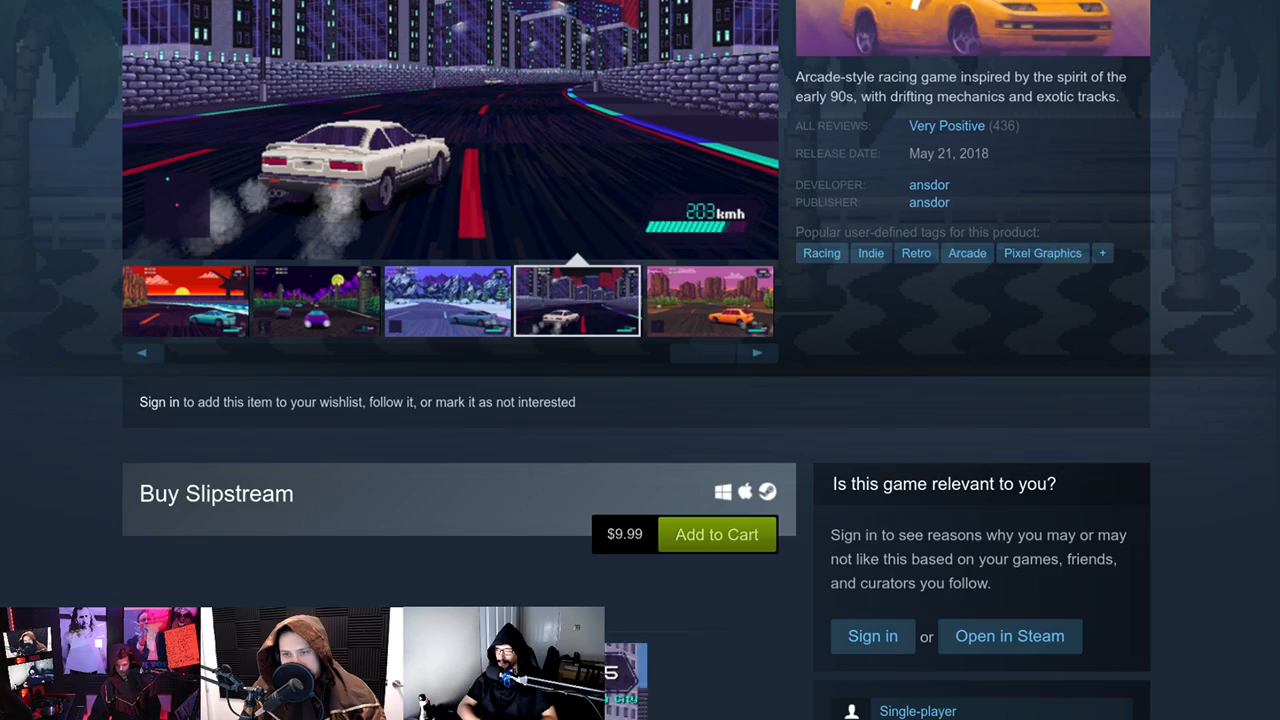 203kmh
Arcade-style racing game inspired by the spirit of the
early 90s, with drifting mechanics and exotic tracks.
ALL REVIEWS: Very Positive (436)
RELEASE DATE: May 21, 2018
DEVELOPER: ansdor
PUBLISHER: ansdor
Popular user-defined tags for this product:
Racing Indie Retro Arcade Pixel Graphics +
Sign in to add this item to your wishlist, follow it, or mark it as not interested
Buy Slipstream
$9.99 Add to Cart
Is this game relevant to you?
Sign in to see reasons why you may or may
not like this based on your games, friends,
and curators you follow.
Sign in or Open in Steam
Single-player